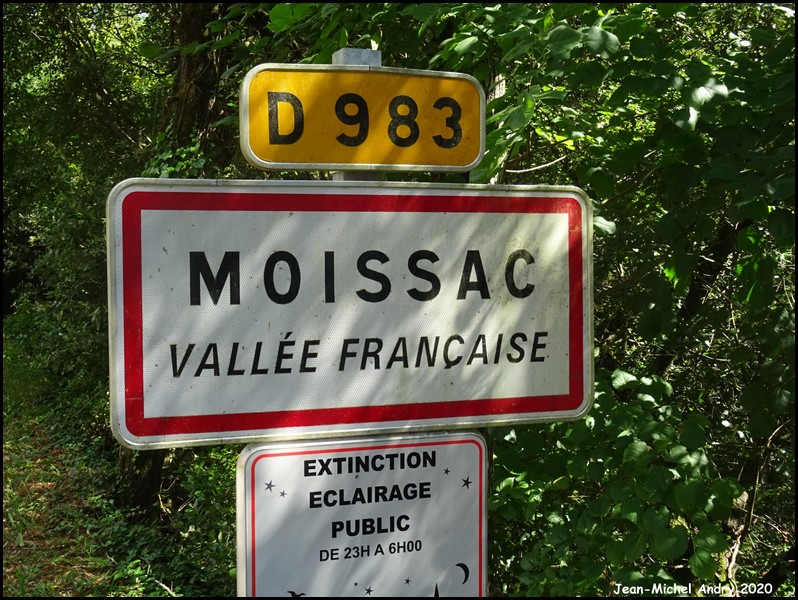 D 983
MOISSAC
VALLÉE FRANÇAISE
EXTINCTION
ECLAIRAGE
PUBLIC
DE 23H A 6H00
Jean-Michel Andry, 2020